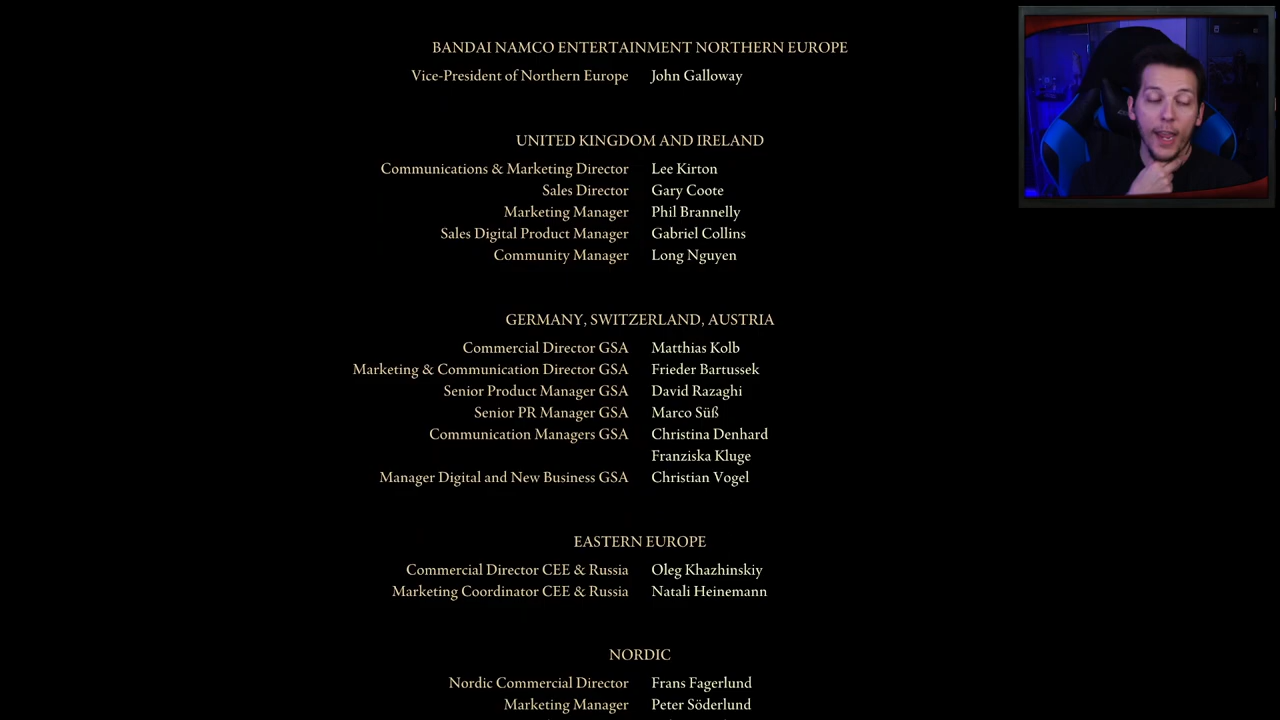 BANDAI NAMCO ENTERTAINMENT NORTHERN EUROPE
Vice-President of Northern Europe John Galloway
UNITED KINGDOM AND IRELAND
Communications & Marketing Director Lee Kirton
Sales Director Gary Coote
Marketing Manager Phil Brannelly
Sales Digital Product Manager Gabriel Collins
Community Manager Long Nguyen
GERMANY, SWITZERLAND, AUSTRIA
Commercial Director GSA Matthias Kolb
Marketing & Communication Director GSA Frieder Bartussek
Senior Product Manager GSA David Razaghi
Senior PR Manager GSA Marco Süß
Communication Managers GSA Christina Denhard
Franziska Kluge
Manager Digital and New Business GSA Christian Vogel
EASTERN EUROPE
Commercial Director CEE & Russia Oleg Khazhinskiy
Marketing Coordinator CEE & Russia Natali Heinemann
NORDIC
Nordic Commercial Director Frans Fagerlund
Marketing Manager Peter Söderlund